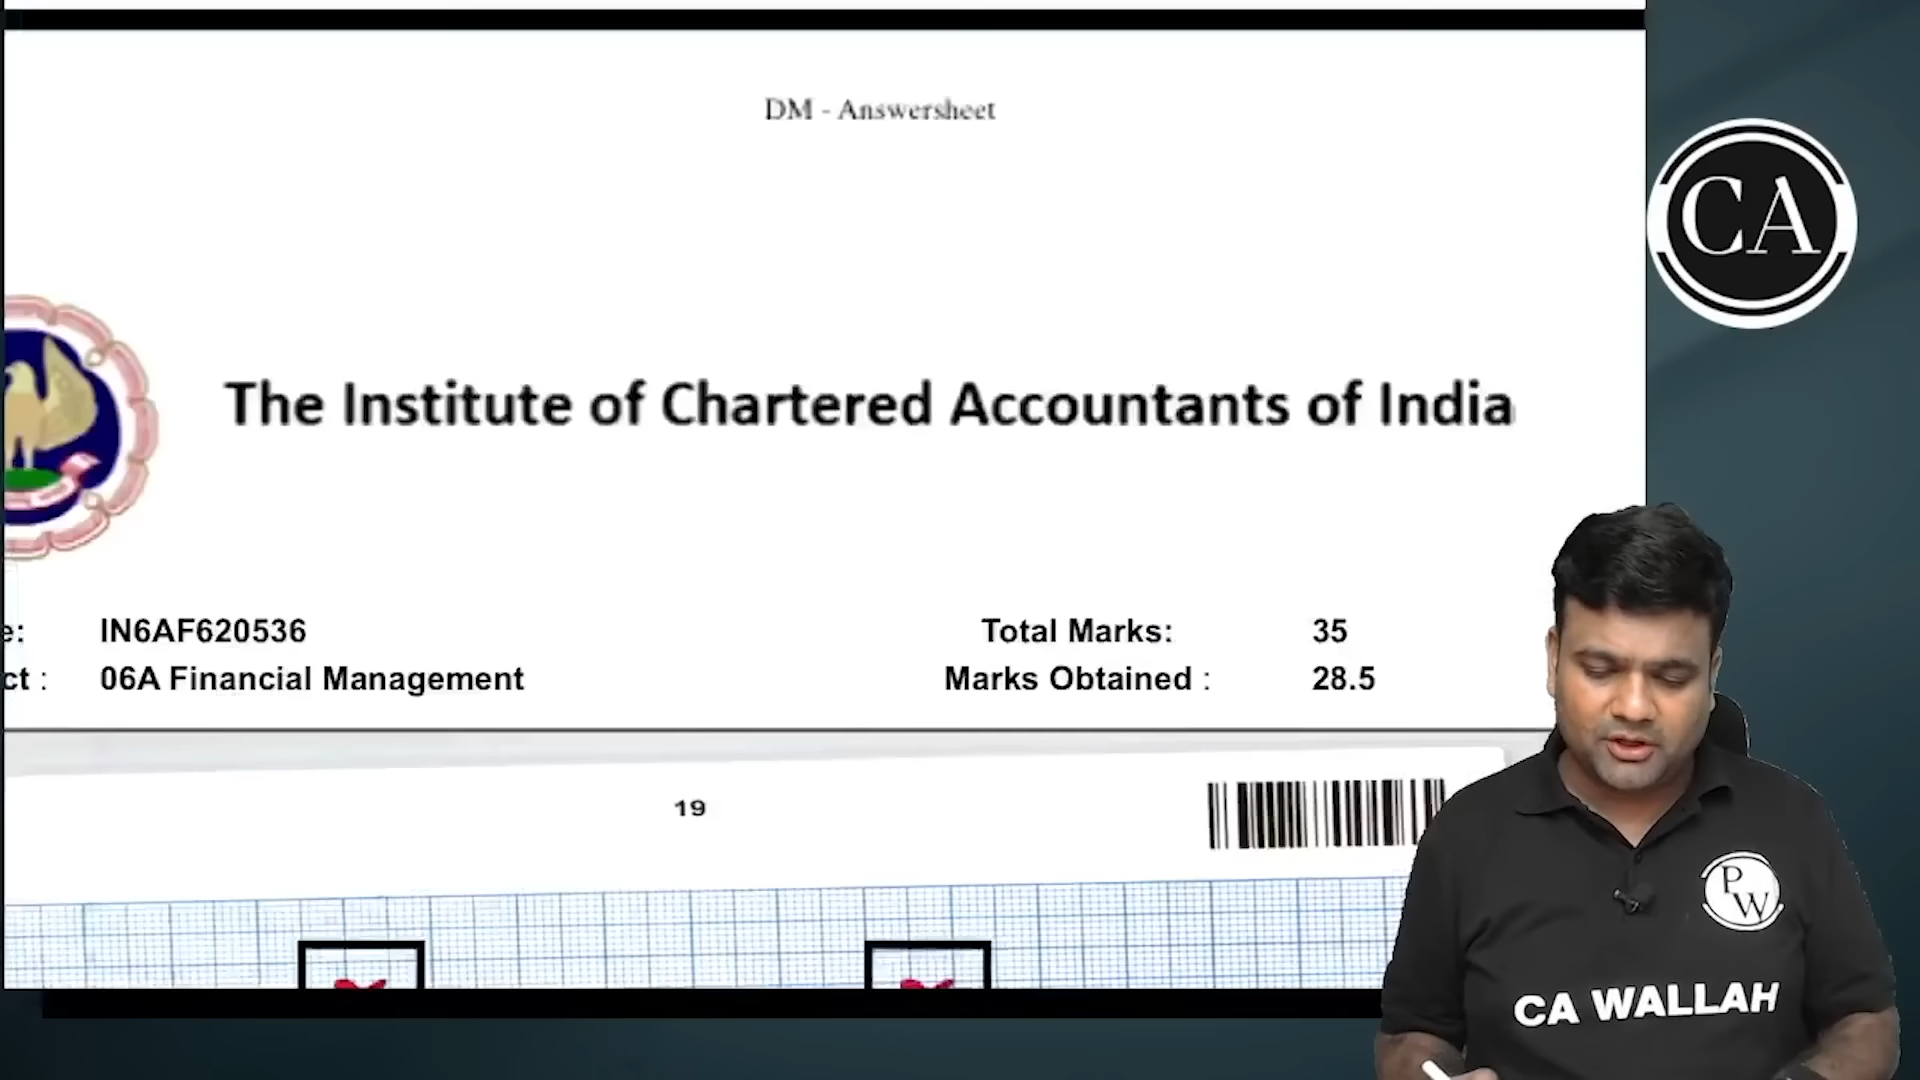 DM - Answersheet
CA
The Institute of Chartered Accountants of India
e: IN6AF620536 Total Marks: 35
ct : 06A Financial Management Marks Obtained : 28.5
19
PW
CA WALLAH